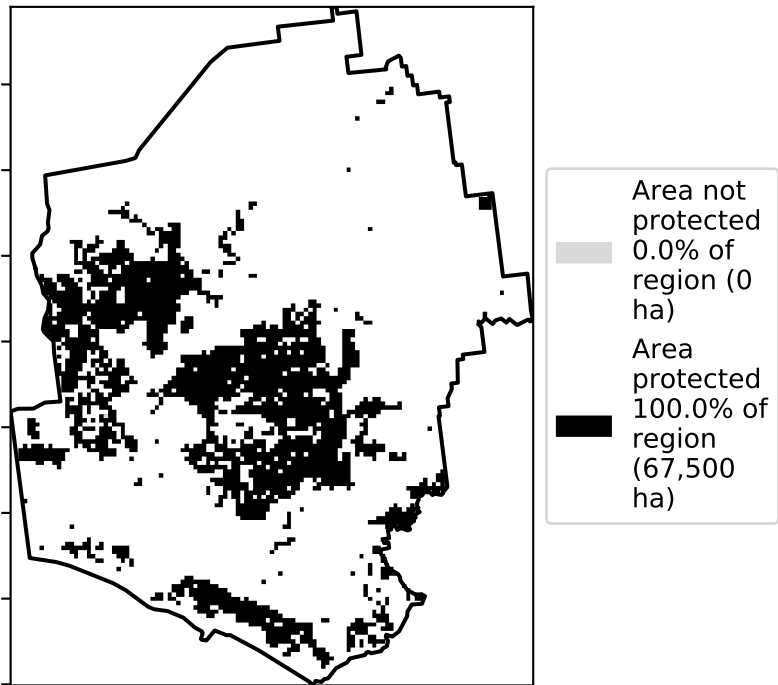 Area not
protected
0.0% of
region (0
ha)
Area
protected
100.0% of
region
(67,500
ha)